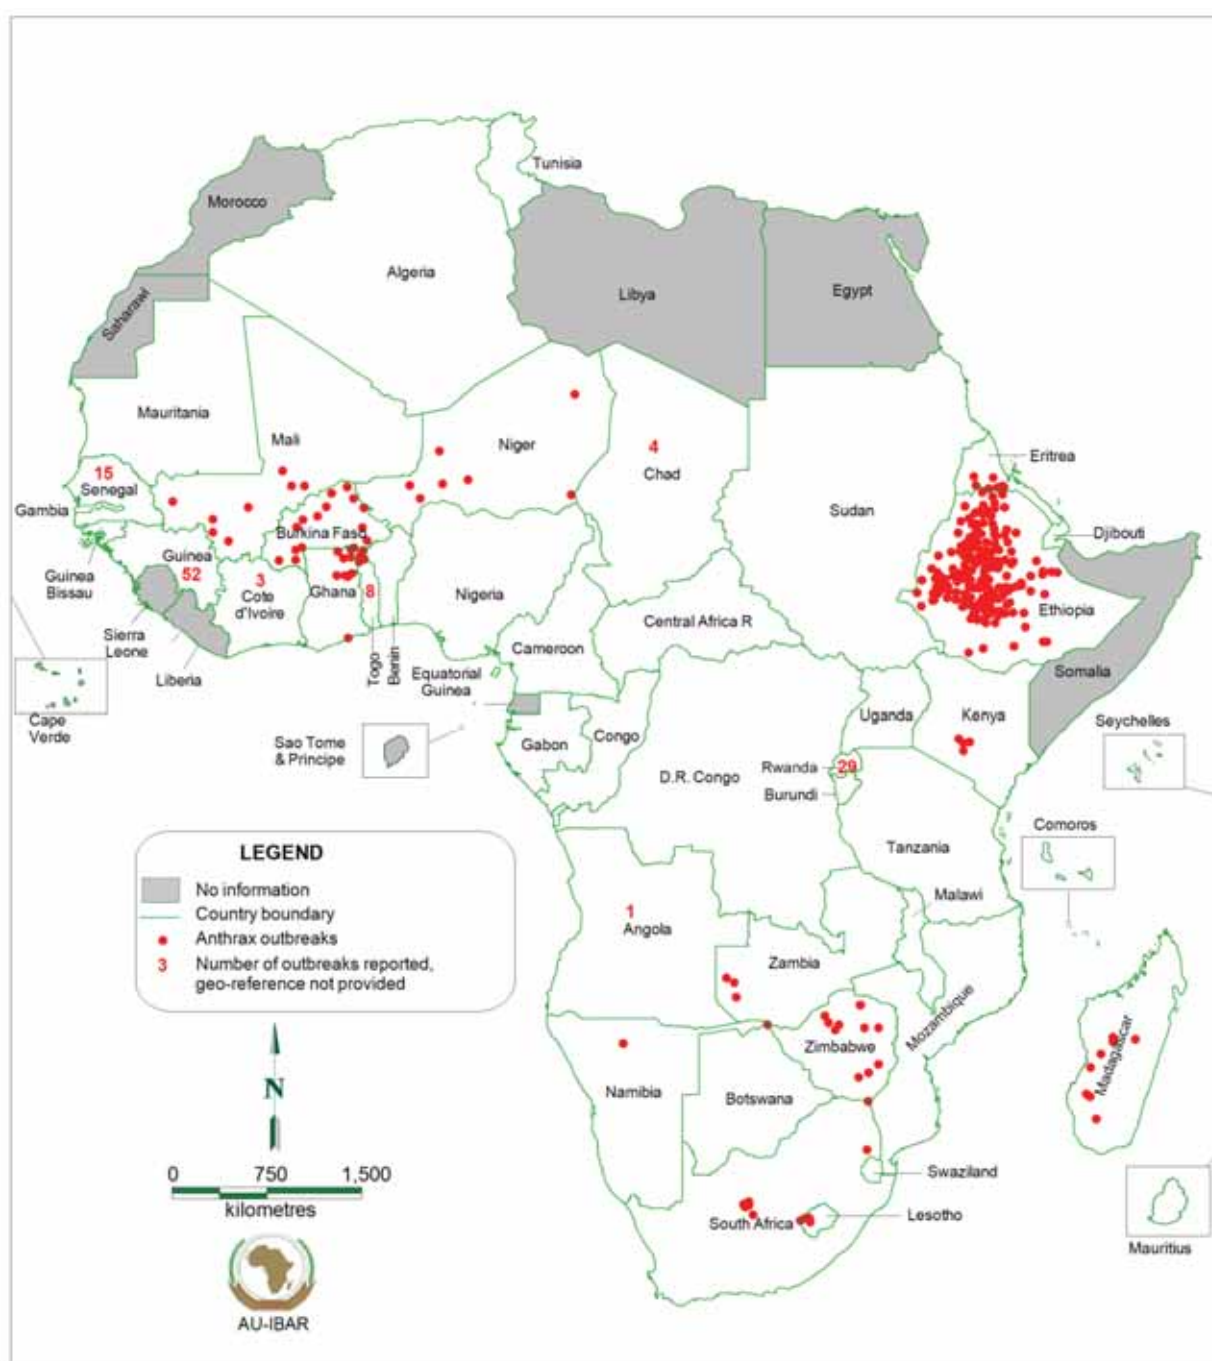 Tunisia
Morocco
Algeria
Libya
Egypt
Saharawi
Mauritania
Mali
Niger
4
Chad
Eritrea
15
Senegal
Sudan
Gambia
Djibouti
Burkina Faso
Guinea
52
Guinea
Bissau
3
Cote
d'Ivoire
Ghana
8
Nigeria
Ethiopia
Central Africa R
Sierra
Leone
Liberia
Togo
Benin
Cameroon
Equatorial
Guinea
Somalia
Cape
Verde
Uganda
Kenya
Seychelles
Sao Tome
& Principe
Gabon
Congo
D.R. Congo
Rwanda
29
Burundi
Comoros
Tanzania
LEGEND
No information
Country boundary
Anthrax outbreaks
3
Number of outbreaks reported,
geo-reference not provided
Malawi
1
Angola
Zambia
Mozambique
Zimbabwe
Madagascar
N
Namibia
Botswana
0 750 1,500
kilometres
Swaziland
South Africa
Lesotho
Mauritius
AU-IBAR